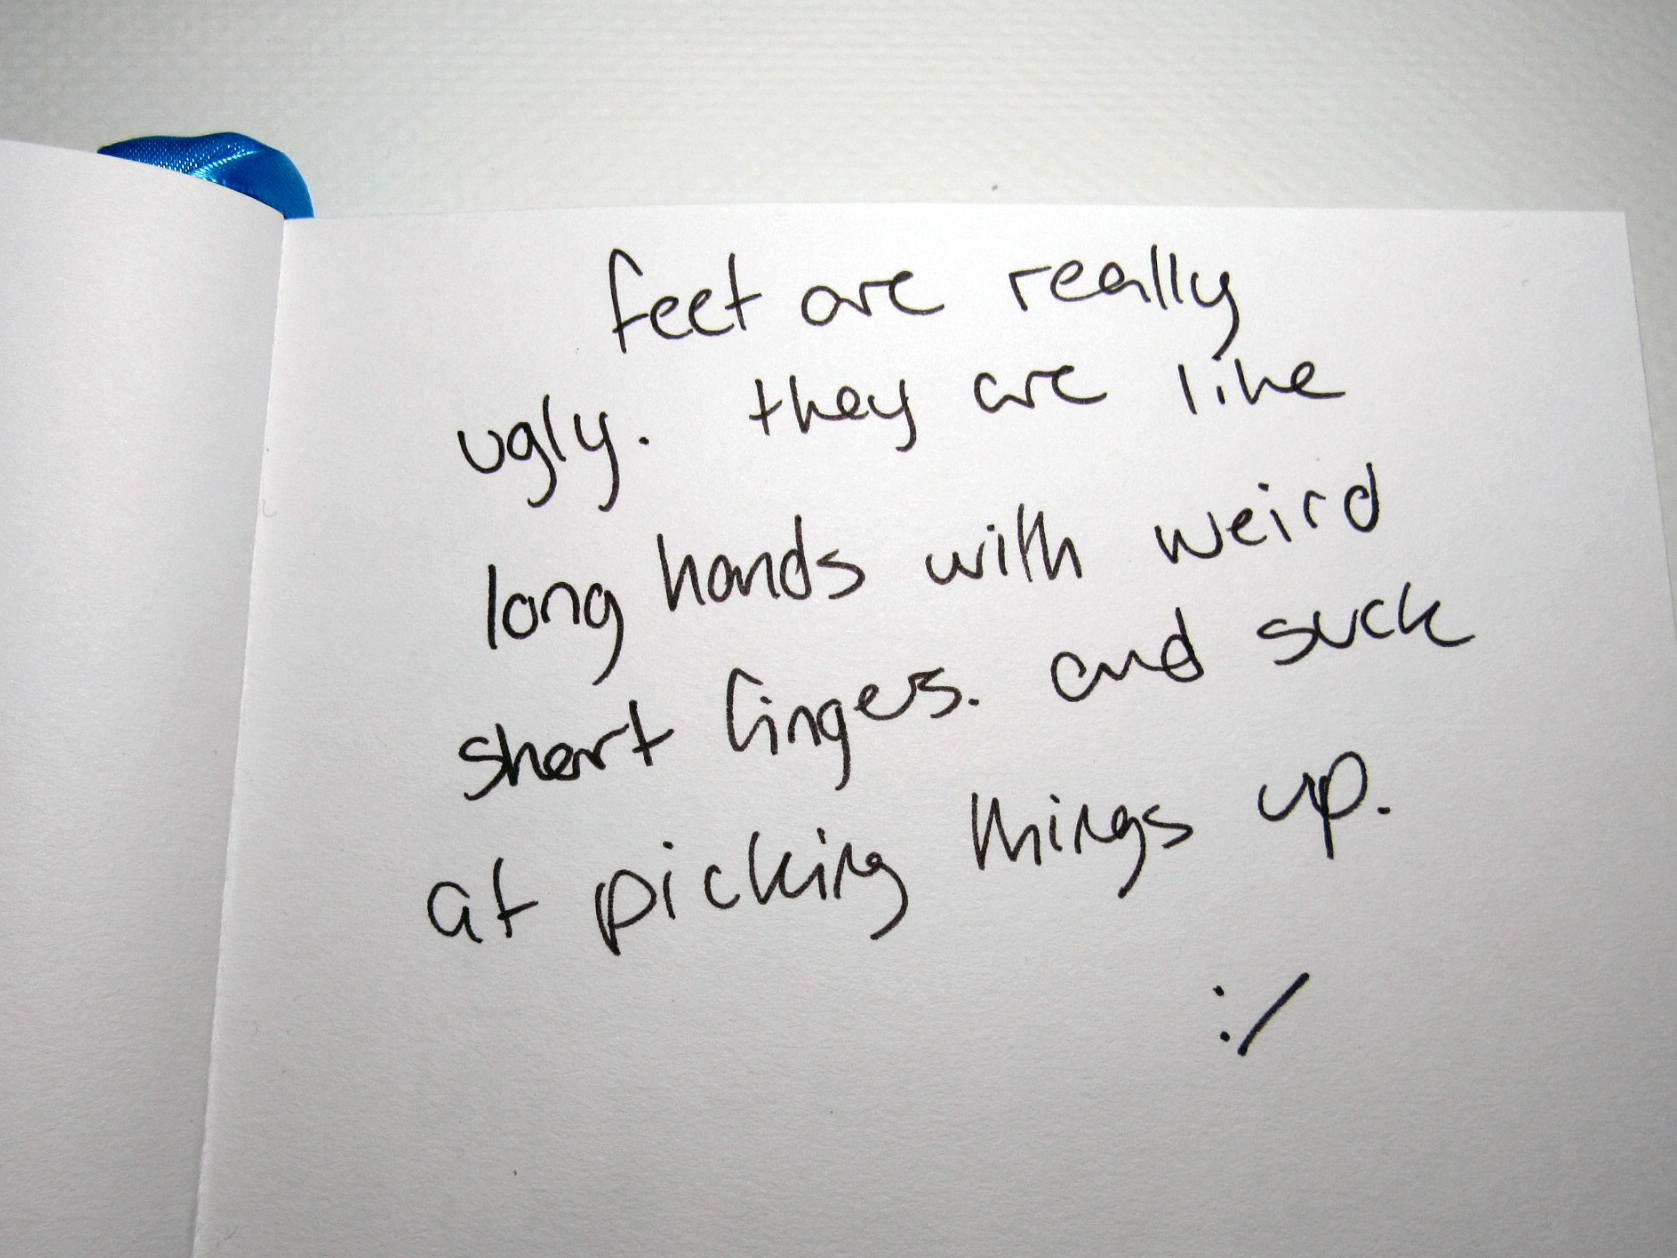 feet are really
ugly. they are like
long hands with weird
short fingers. and suck
at picking things up.
:/